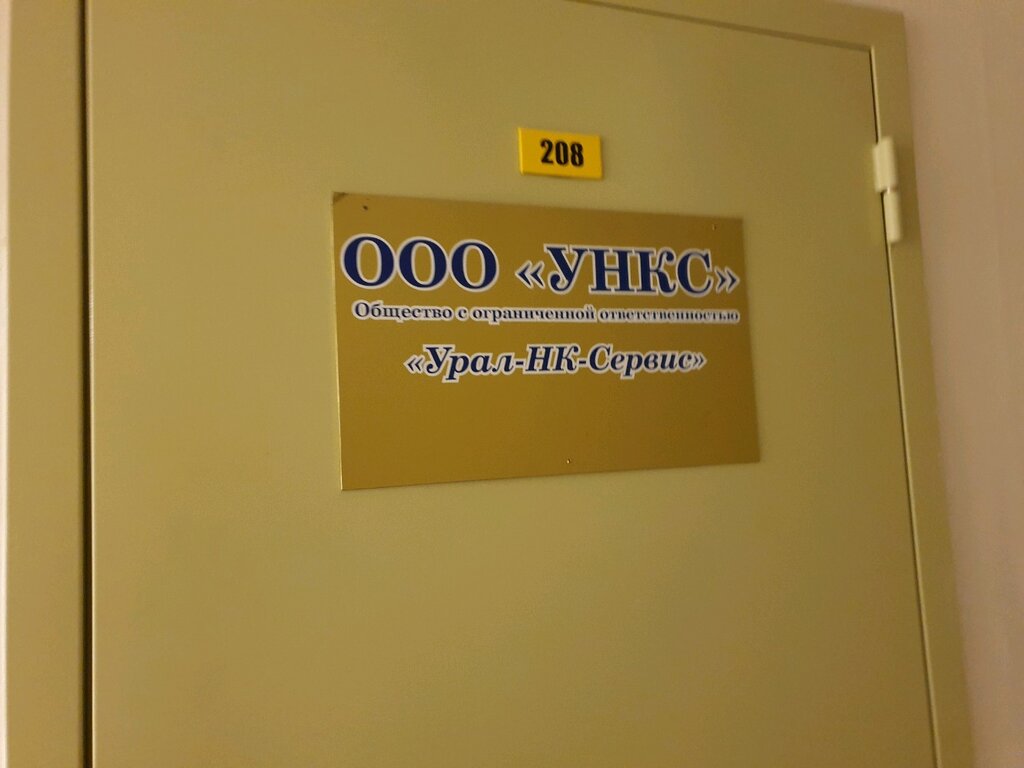 208
ООО «УНКС»
Общество с ограниченной ответственностью
«Урал-НК-Сервис»